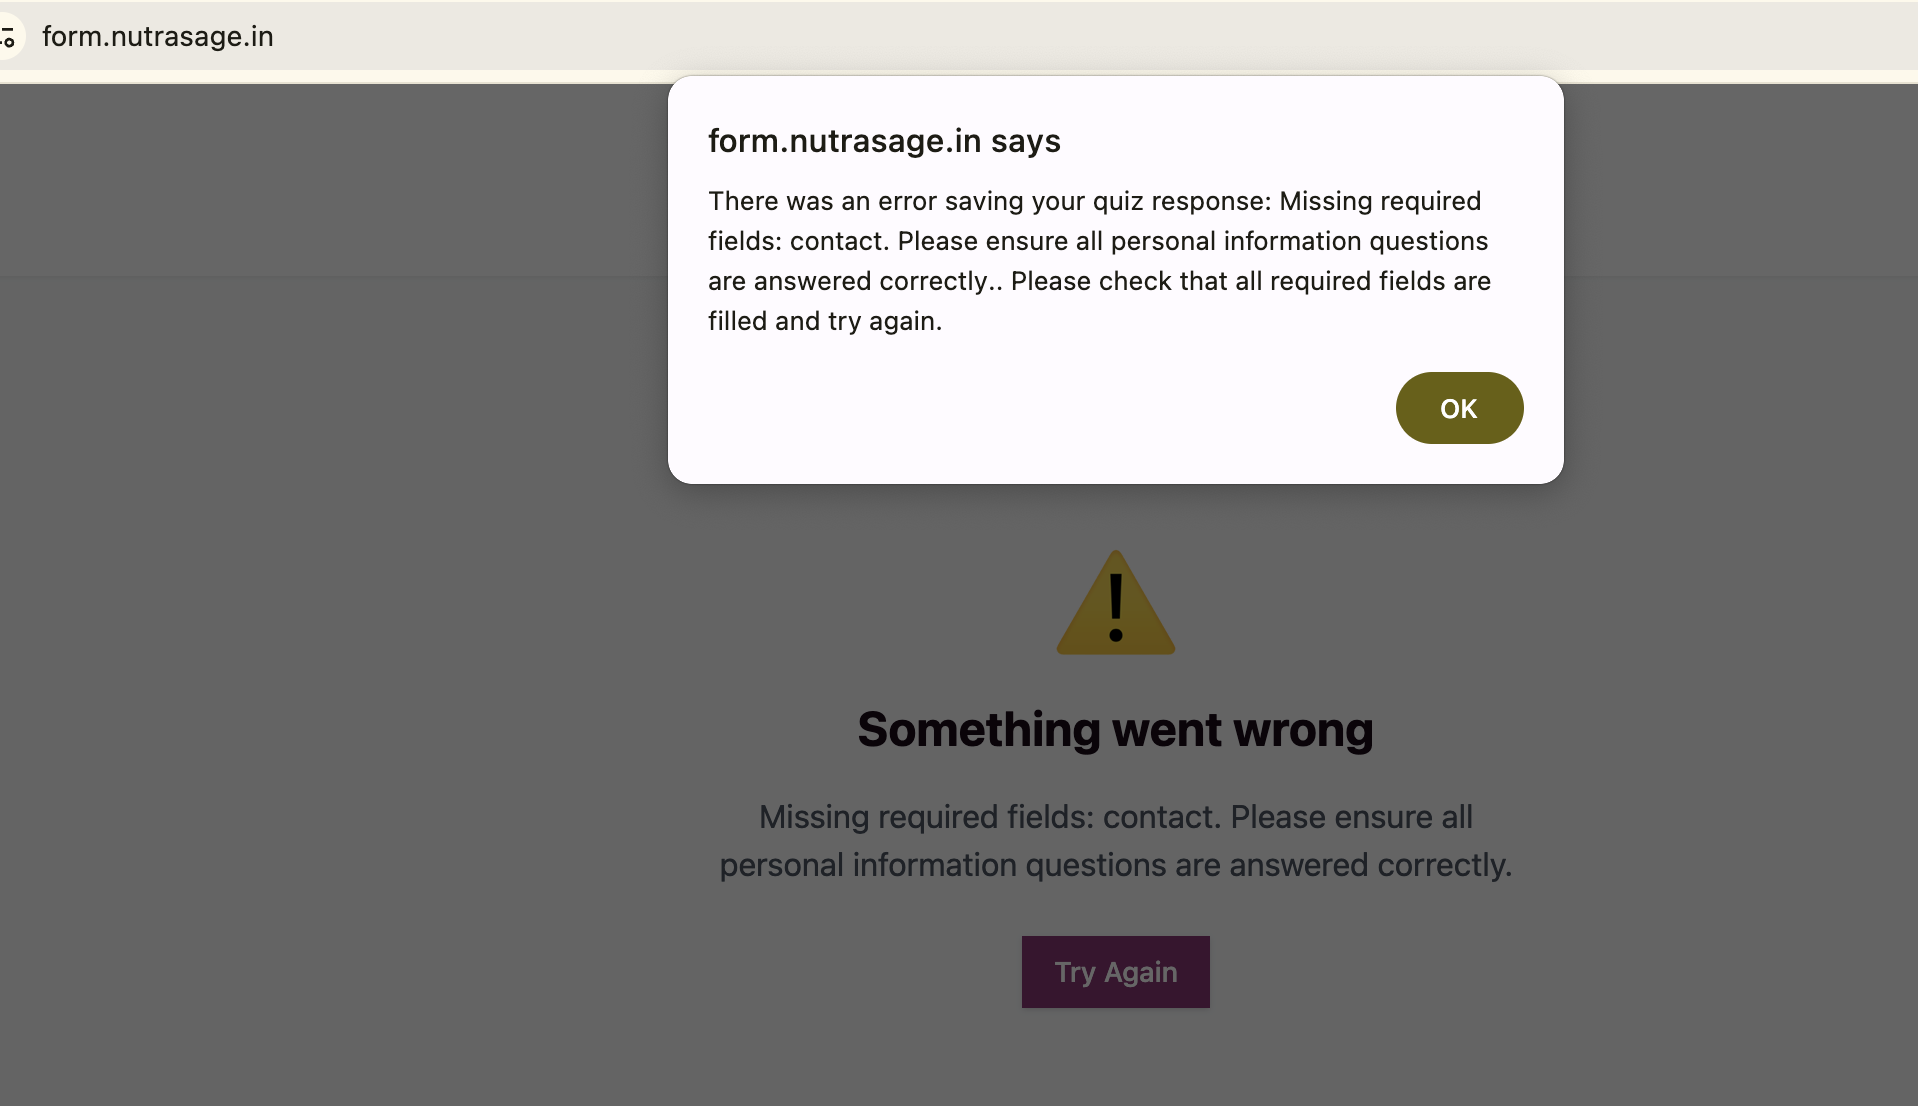 form.nutrasage.in
form.nutrasage.in says
There was an error saving your quiz response: Missing required
fields: contact. Please ensure all personal information questions
are answered correctly.. Please check that all required fields are
filled and try again.
OK
Something went wrong
Missing required fields: contact. Please ensure all
personal information questions are answered correctly.
Try Again